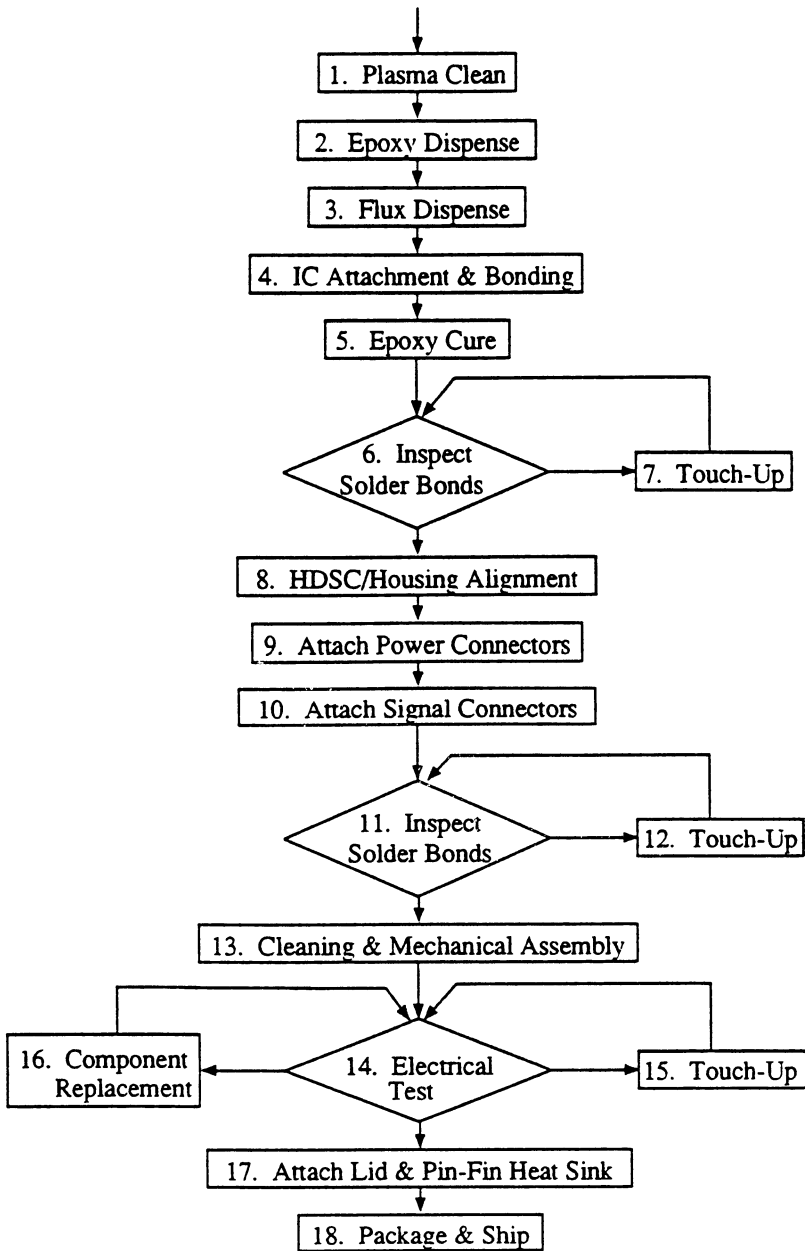 1. Plasma Clean
2. Epoxy Dispense
3. Flux Dispense
4. IC Attachment & Bonding
5. Epoxy Cure
6. Inspect
Solder Bonds
7. Touch-Up
8. HDSC/Housing Alignment
9. Attach Power Connectors
10. Attach Signal Connectors
11. Inspect
Solder Bonds
12. Touch-Up
13. Cleaning & Mechanical Assembly
16. Component
Replacement
14. Electrical
Test
15. Touch-Up
17. Attach Lid & Pin-Fin Heat Sink
18. Package & Ship